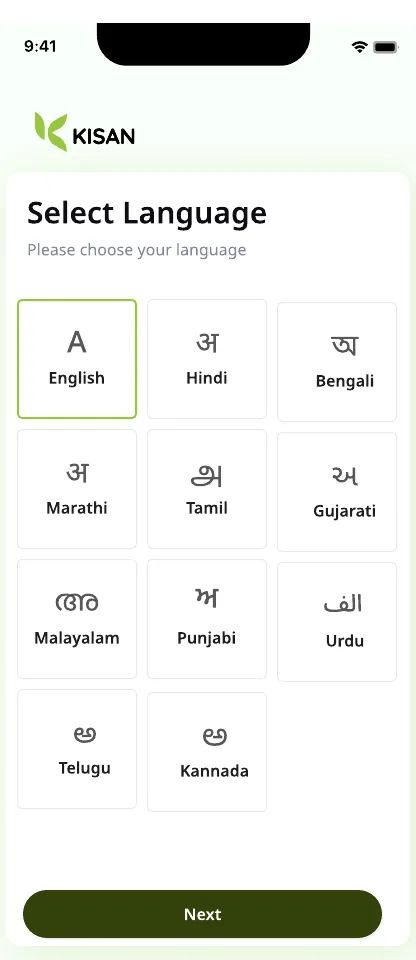 9:41
KISAN
Select Language
Please choose your language
A
English
अ
Hindi
অ
Bengali
अ
Marathi
அ
Tamil
અ
Gujarati
അ
Malayalam
ਅ
Punjabi
الف
Urdu
అ
Telugu
ಅ
Kannada
Next